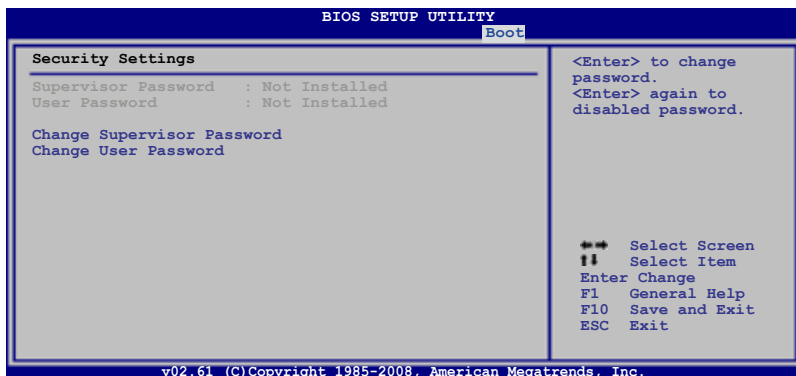 BIOS SETUP UTILITY
Boot
Security Settings
Supervisor Password : Not Installed
User Password : Not Installed
Change Supervisor Password
Change User Password
<Enter> to change
password.
<Enter> again to
disabled password.
Select Screen
Select Item
Enter Change
F1 General Help
F10 Save and Exit
ESC Exit
v02.61 (C)Copyright 1985-2008, American Megatrends, Inc.